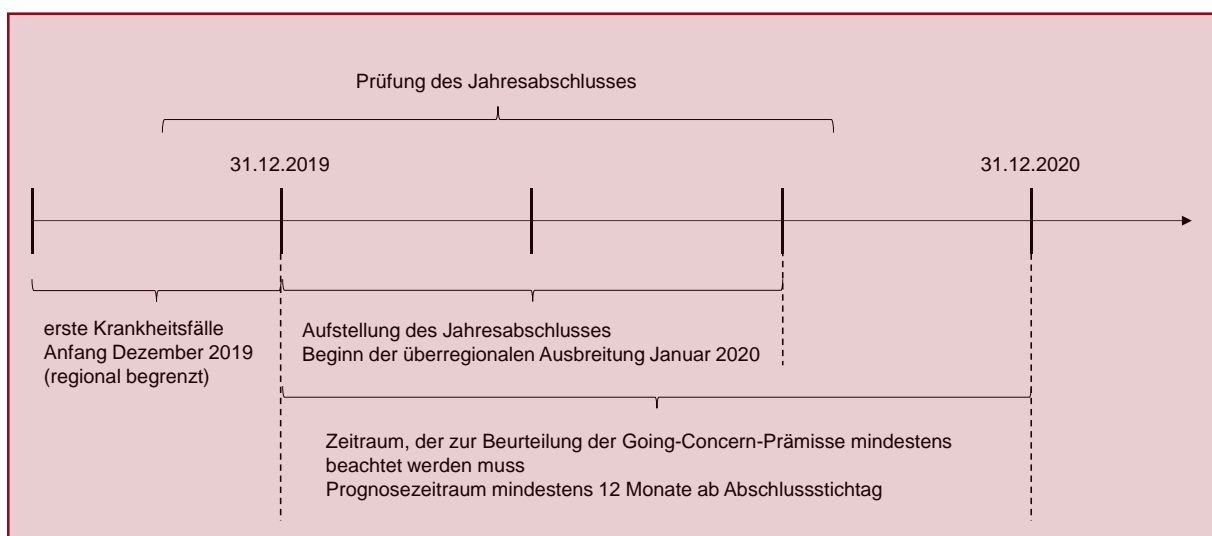 Prüfung des Jahresabschlusses
31.12.2019
31.12.2020
erste Krankheitsfälle
Anfang Dezember 2019
(regional begrenzt)
Aufstellung des Jahresabschlusses
Beginn der überregionalen Ausbreitung Januar 2020
Zeitraum, der zur Beurteilung der Going-Concern-Prämisse mindestens
beachtet werden muss
Prognosezeitraum mindestens 12 Monate ab Abschlussstichtag